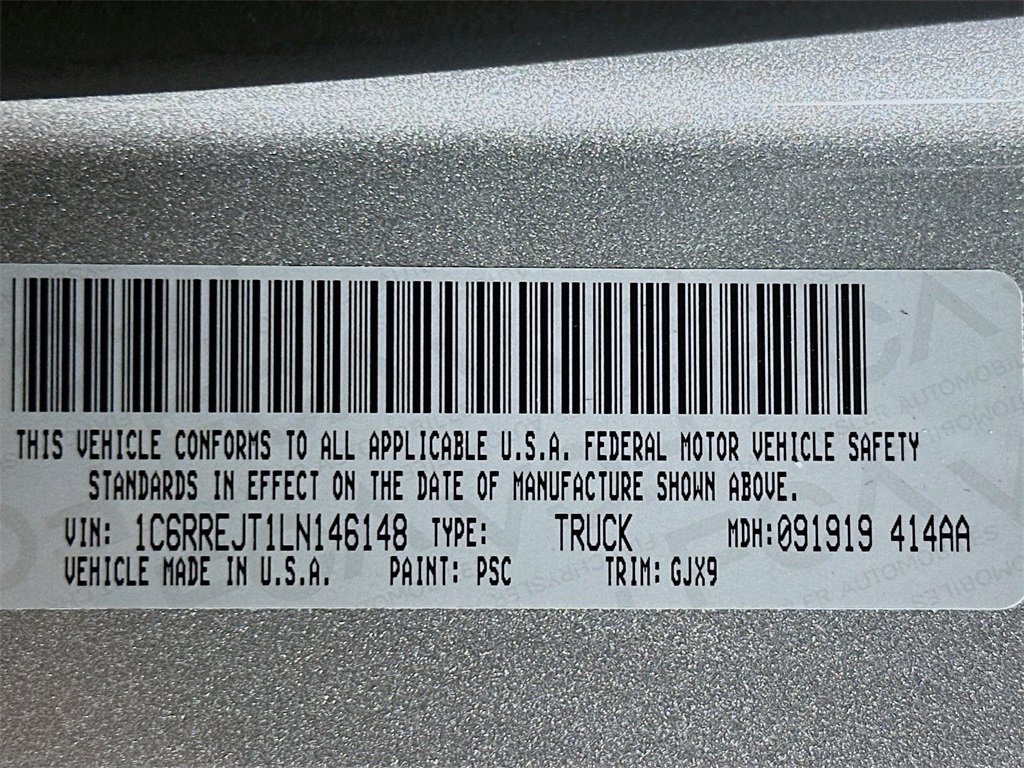 THIS VEHICLE CONFORMS TO ALL APPLICABLE U.S.A. FEDERAL MOTOR VEHICLE SAFETY
STANDARDS IN EFFECT ON THE DATE OF MANUFACTURE SHOWN ABOVE.
VIN: 1C6RREJT1LN146148 TYPE: TRUCK MDH: 091919 414AA
VEHICLE MADE IN U.S.A. PAINT: PSC TRIM: GJX9